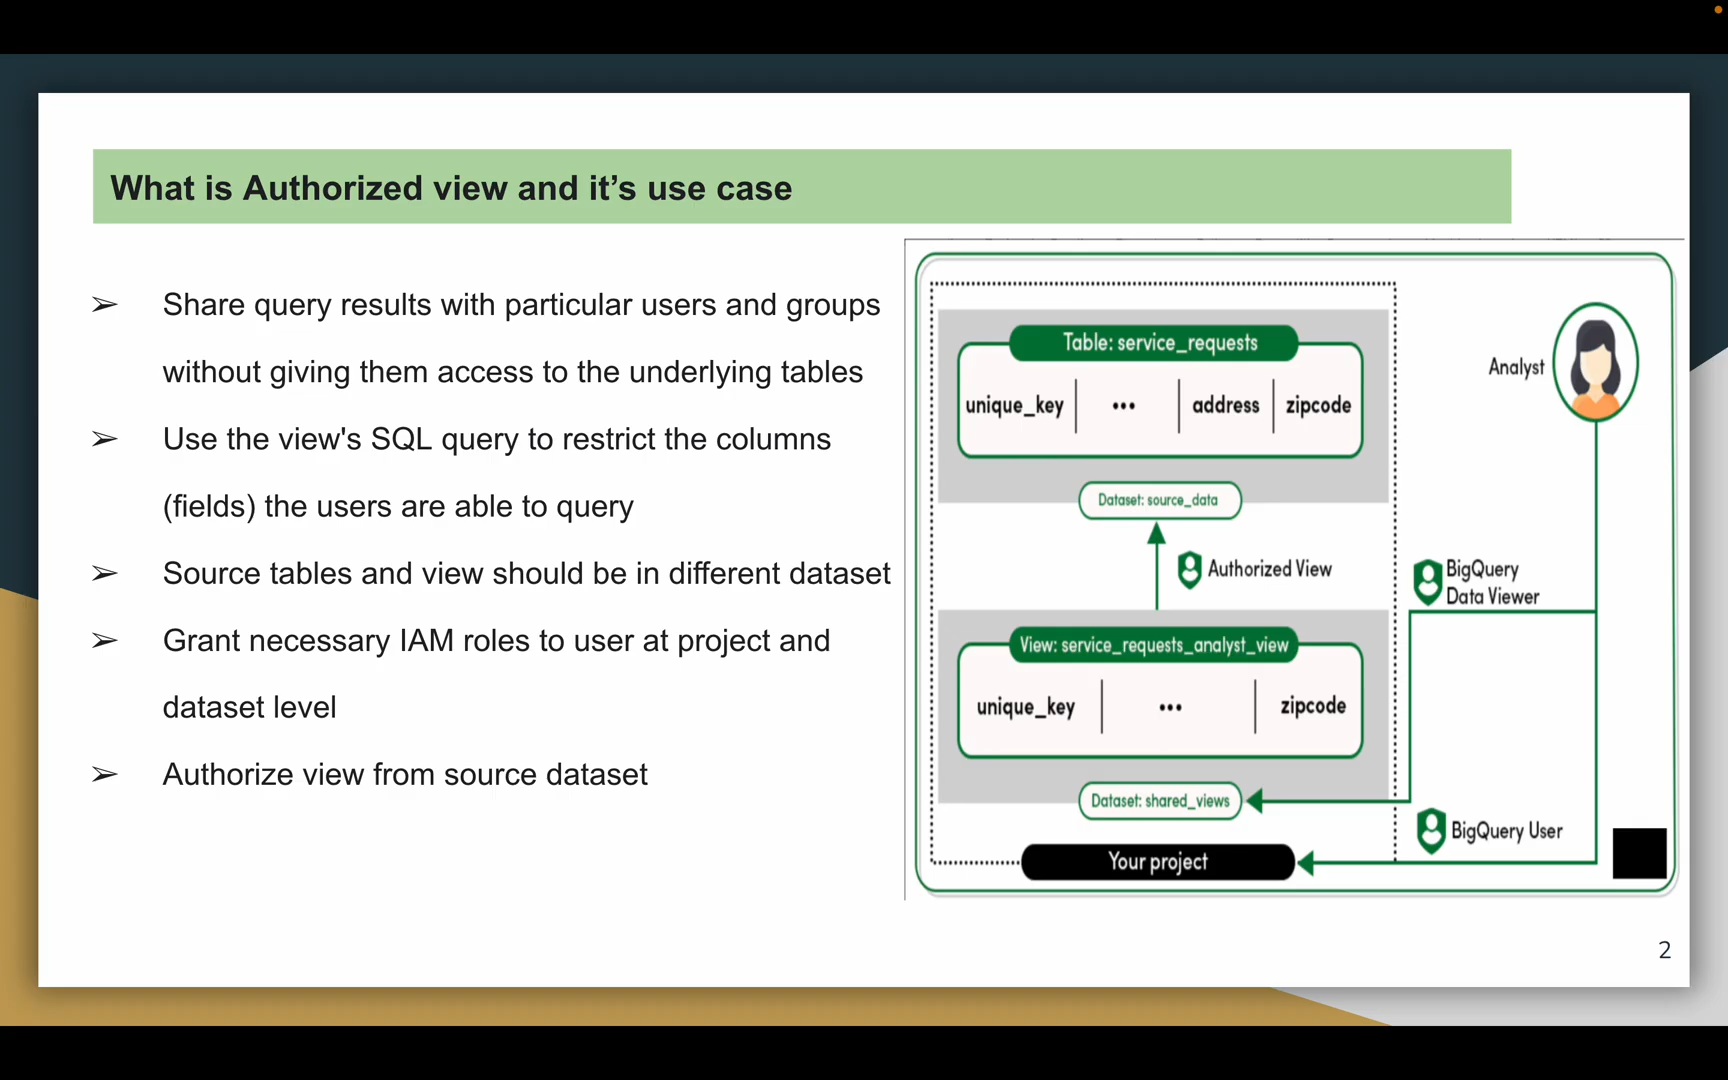 What is Authorized view and it’s use case
➢ Share query results with particular users and groups
without giving them access to the underlying tables
➢ Use the view's SQL query to restrict the columns
(fields) the users are able to query
➢ Source tables and view should be in different dataset
➢ Grant necessary IAM roles to user at project and
dataset level
➢ Authorize view from source dataset
Table: service_requests
unique_key ••• address zipcode
Dataset: source_data
Authorized View
View: service_requests_analyst_view
unique_key ••• zipcode
Dataset: shared_views
Your project
Analyst
BigQuery
Data Viewer
BigQuery User
2